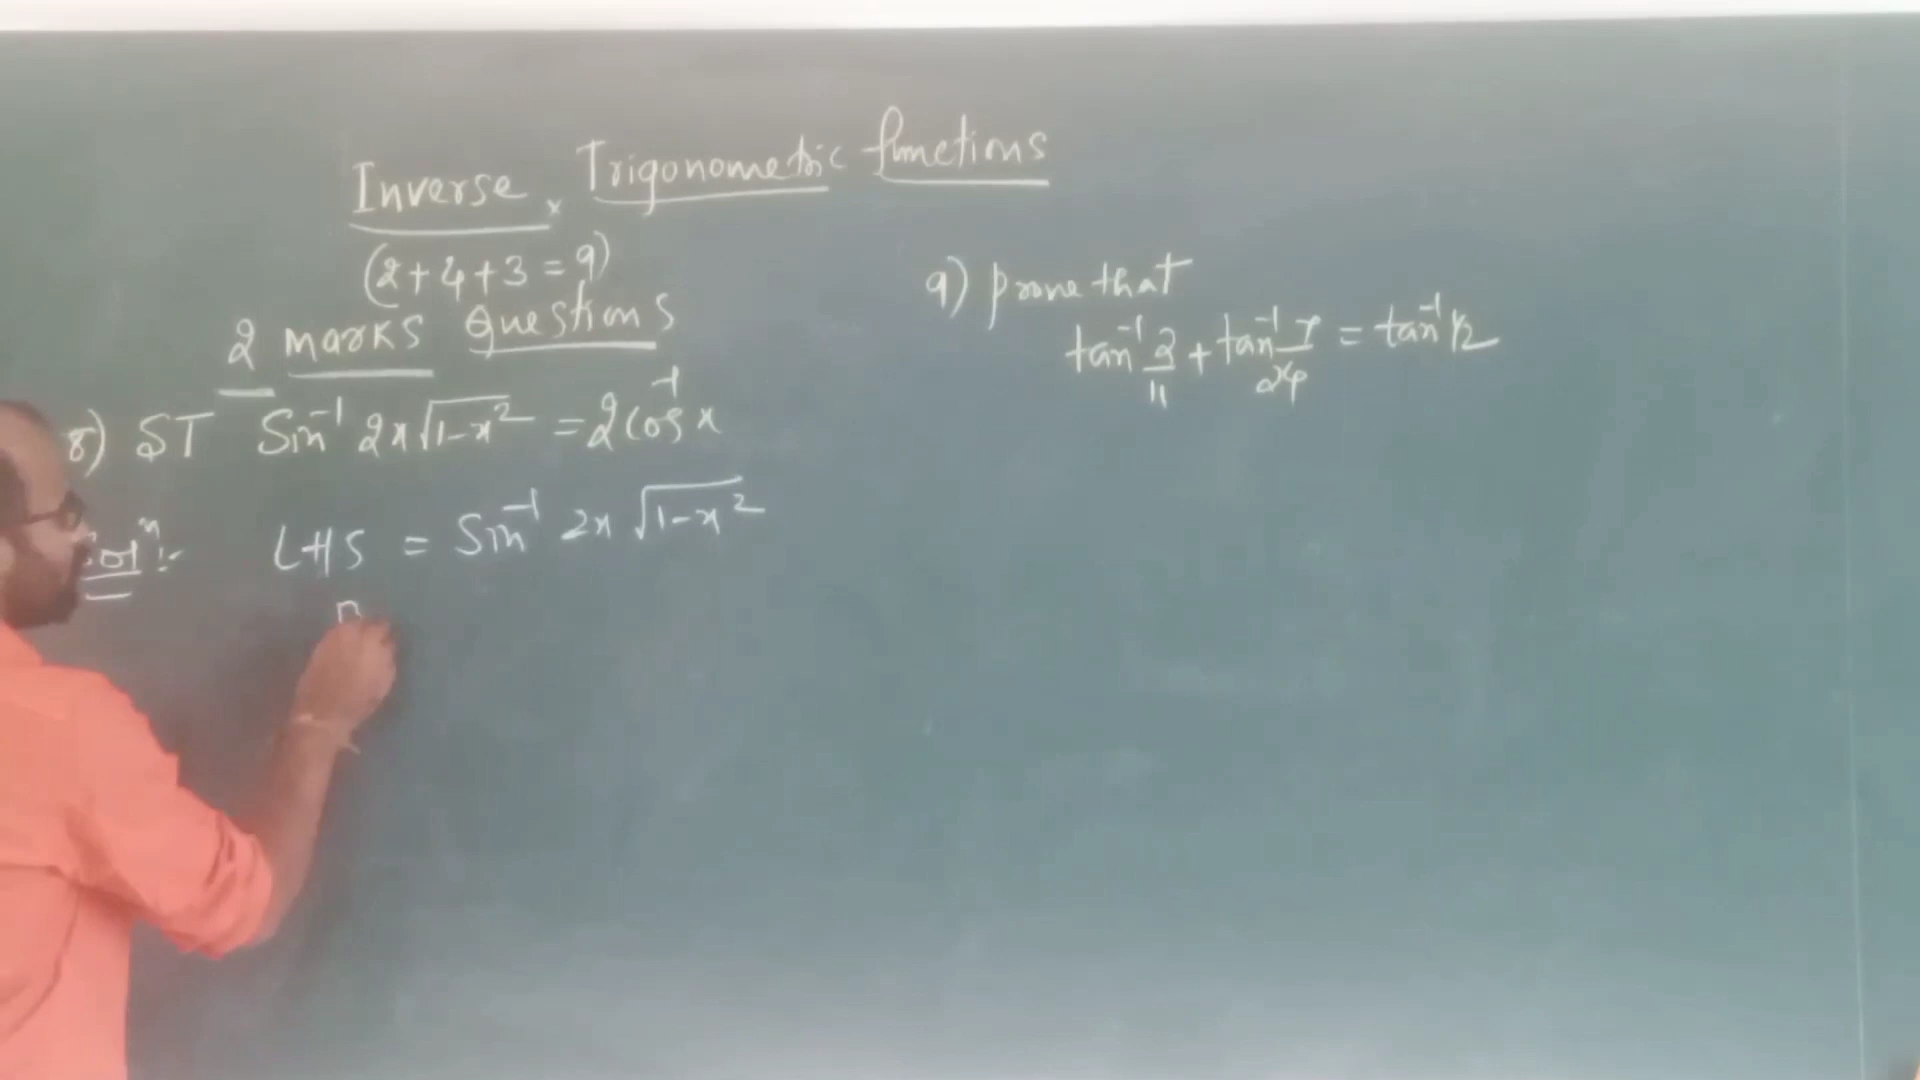 Inverse Trigonometric functions
(2+4+3=9)
2 marks Questions
8) ST Sin⁻¹ 2x√1-x² = 2cos⁻¹x
Solⁿ:- LHS = Sin⁻¹ 2x √1-x²
9) prove that
tan⁻¹ 2/11 + tan⁻¹ 7/24 = tan⁻¹ 1/2